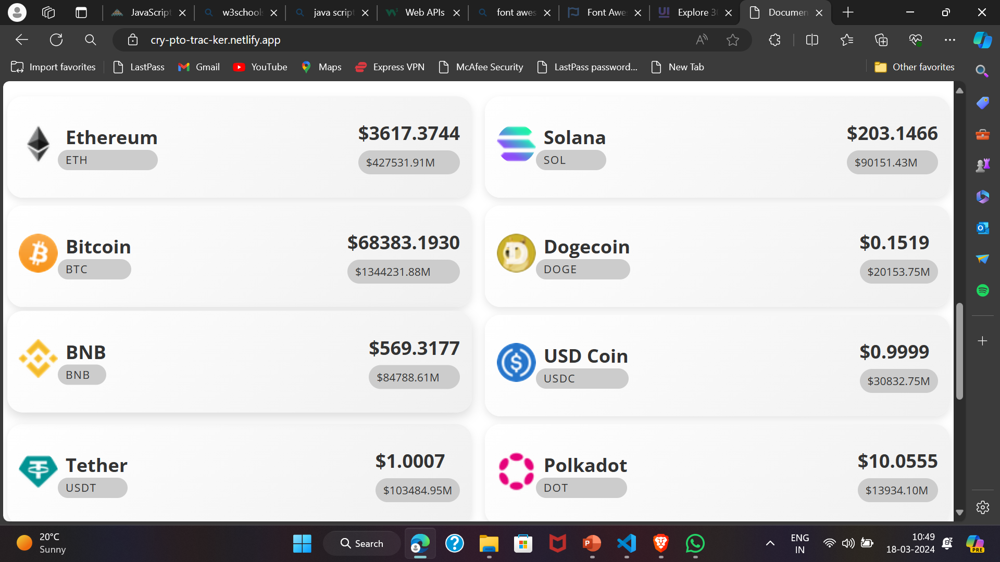 JavaScript
w3schools
java script
Web APIs
font awes
Font Awe
UI
Explore 3
Documen
cry-pto-trac-ker.netlify.app
Import favorites
LastPass
Gmail
YouTube
Maps
Express VPN
McAfee Security
LastPass password...
New Tab
Other favorites
Ethereum
ETH
$3617.3744
$427531.91M
Solana
SOL
$203.1466
$90151.43M
Bitcoin
BTC
$68383.1930
$1344231.88M
Dogecoin
DOGE
$0.1519
$20153.75M
BNB
BNB
$569.3177
$84788.61M
USD Coin
USDC
$0.9999
$30832.75M
Tether
USDT
$1.0007
$103484.95M
Polkadot
DOT
$10.0555
$13934.10M
20°C
Sunny
Search
ENG
IN
10:49
18-03-2024
PRE